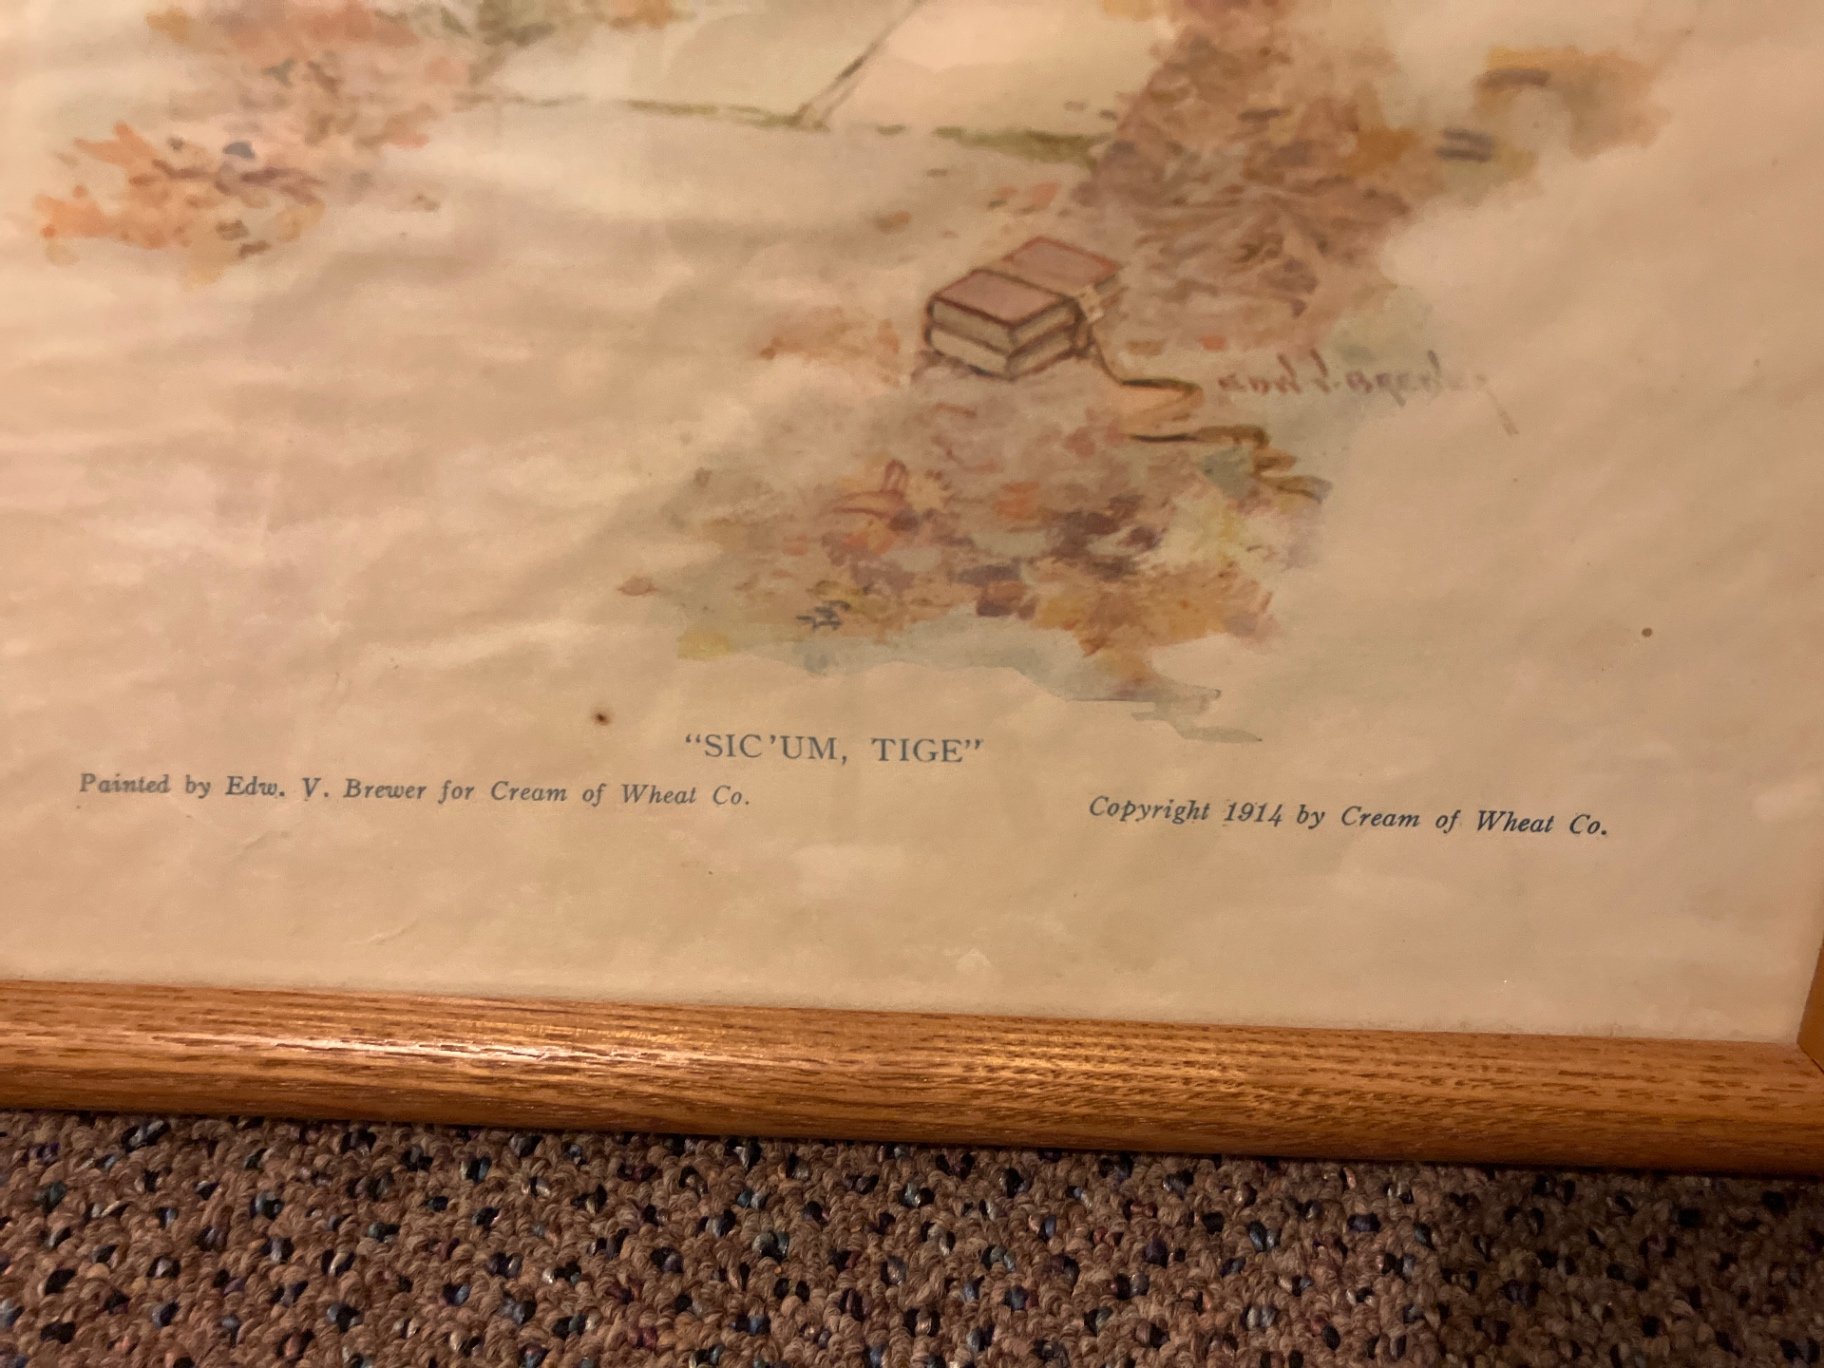 "SIC'UM, TIGE"
Painted by Edw. V. Brewer for Cream of Wheat Co.
Copyright 1914 by Cream of Wheat Co.